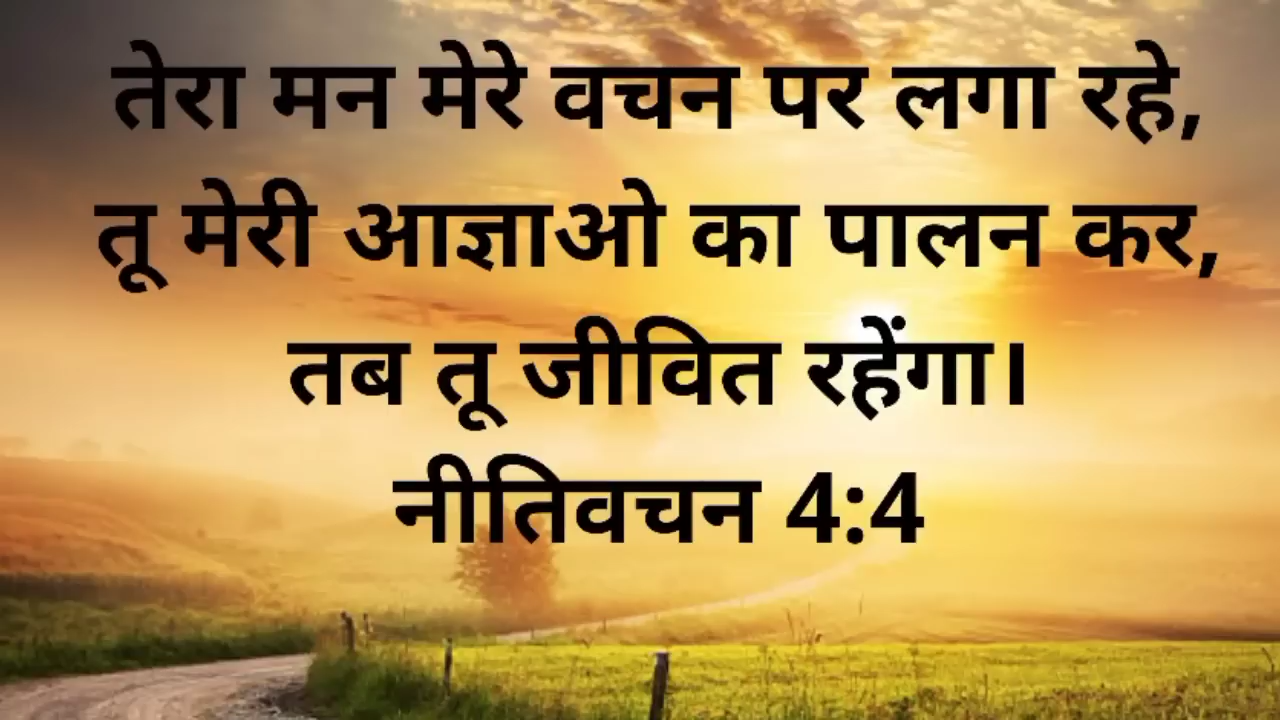 तेरा मन मेरे वचन पर लगा रहे,
तू मेरी आज्ञाओ का पालन कर,
तब तू जीवित रहेंगा।
नीतिवचन 4:4